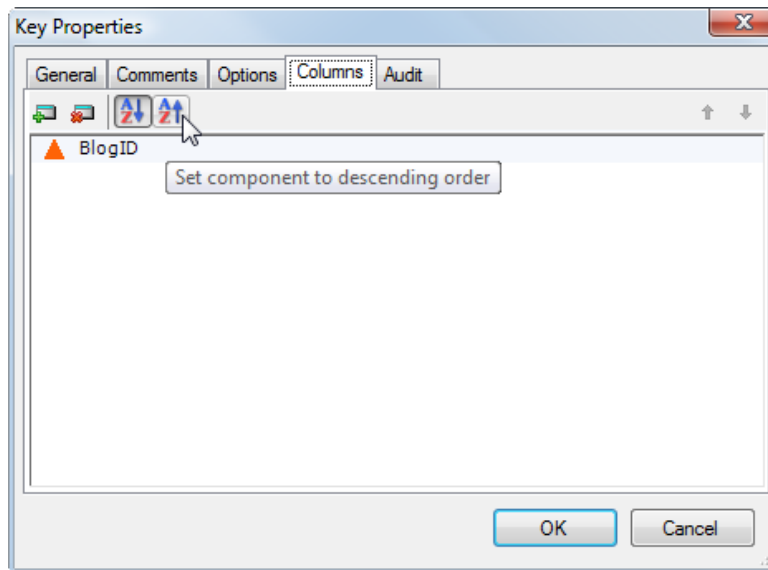 Key Properties
General Comments Options Columns Audit
BlogID
Set component to descending order
OK Cancel